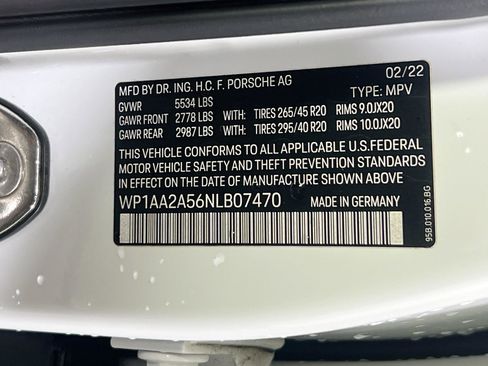 MFD BY DR. ING. H.C. F. PORSCHE AG 02/22
GVWR 5534 LBS TYPE: MPV
GAWR FRONT 2778 LBS WITH: TIRES 265/45 R20 RIMS 9.0JX20
GAWR REAR 2987 LBS WITH: TIRES 295/40 R20 RIMS 10.0JX20
THIS VEHICLE CONFORMS TO ALL APPLICABLE U.S.FEDERAL
MOTOR VEHICLE SAFETY AND THEFT PREVENTION STANDARDS
IN EFFECT ON THE DATE OF MANUFACTURE SHOWN ABOVE
WP1AA2A56NLB07470 MADE IN GERMANY
95B.010.016.BG